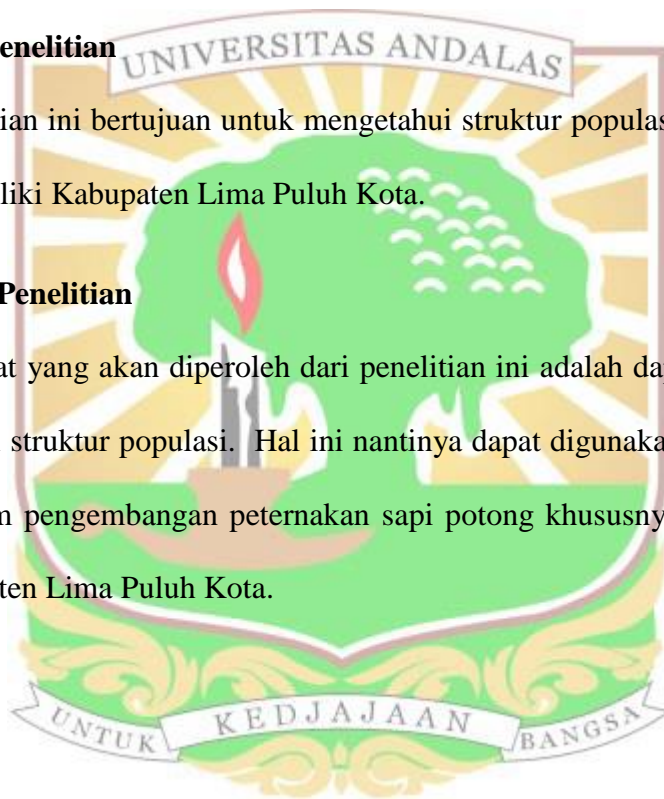 enelitian
UNIVERSITAS ANDALAS
ian ini bertujuan untuk mengetahui struktur populas
liki Kabupaten Lima Puluh Kota.
Penelitian
at yang akan diperoleh dari penelitian ini adalah da
struktur populasi. Hal ini nantinya dapat digunaka
m pengembangan peternakan sapi potong khususny
ten Lima Puluh Kota.
UNTUK KEDJAJAAN BANGSA